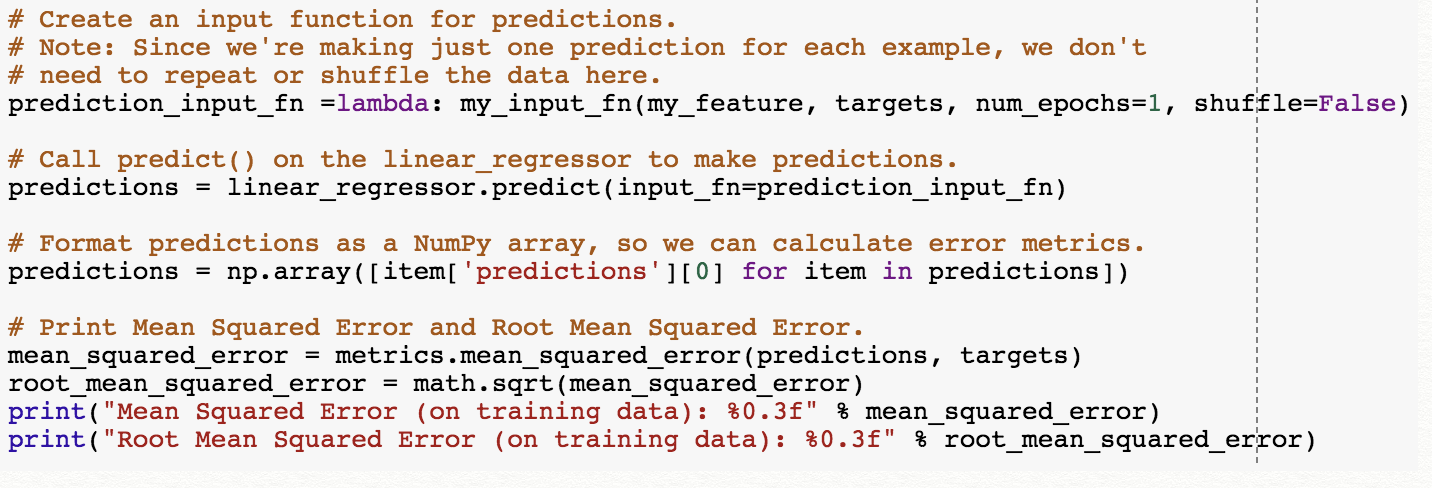 # Create an input function for predictions.
# Note: Since we're making just one prediction for each example, we don't
# need to repeat or shuffle the data here.
prediction_input_fn =lambda: my_input_fn(my_feature, targets, num_epochs=1, shuffle=False)
# Call predict() on the linear_regressor to make predictions.
predictions = linear_regressor.predict(input_fn=prediction_input_fn)
# Format predictions as a NumPy array, so we can calculate error metrics.
predictions = np.array([item['predictions'][0] for item in predictions])
# Print Mean Squared Error and Root Mean Squared Error.
mean_squared_error = metrics.mean_squared_error(predictions, targets)
root_mean_squared_error = math.sqrt(mean_squared_error)
print("Mean Squared Error (on training data): %0.3f" % mean_squared_error)
print("Root Mean Squared Error (on training data): %0.3f" % root_mean_squared_error)